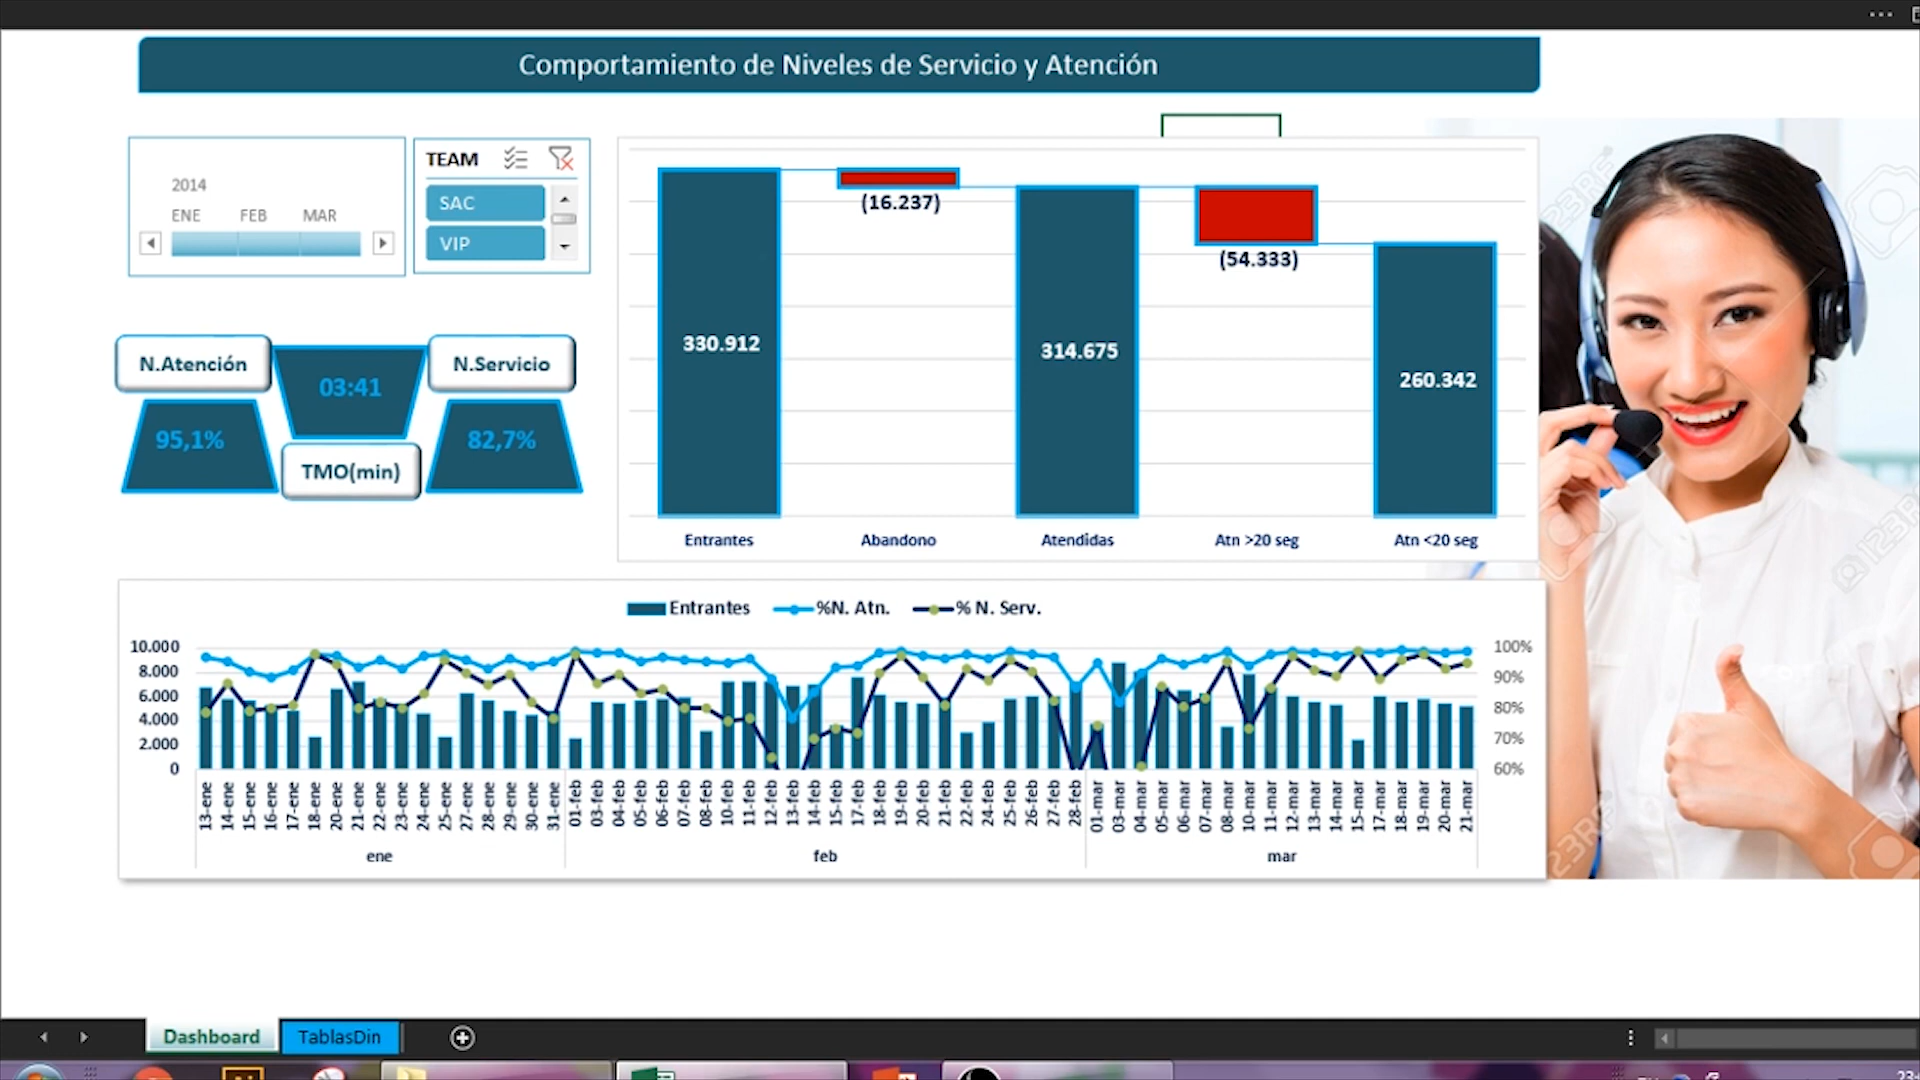 Comportamiento de Niveles de Servicio y Atención
2014
ENE FEB MAR
TEAM
SAC
VIP
N.Atención
03:41
N.Servicio
95,1%
TMO(min)
82,7%
(16.237)
(54.333)
330.912
314.675
260.342
Entrantes Abandono Atendidas Atn >20 seg Atn <20 seg
Entrantes %N. Atn. % N. Serv.
10.000
8.000
6.000
4.000
2.000
0
100%
90%
80%
70%
60%
13-ene 14-ene 15-ene 16-ene 17-ene 18-ene 20-ene 21-ene 22-ene 23-ene 24-ene 25-ene 27-ene 28-ene 29-ene 30-ene 31-ene 01-feb 03-feb 04-feb 05-feb 06-feb 07-feb 08-feb 10-feb 11-feb 12-feb 13-feb 14-feb 15-feb 17-feb 18-feb 19-feb 20-feb 21-feb 22-feb 24-feb 25-feb 26-feb 27-feb 28-feb 01-mar 03-mar 04-mar 05-mar 06-mar 07-mar 08-mar 10-mar 11-mar 12-mar 13-mar 14-mar 15-mar 17-mar 18-mar 19-mar 20-mar 21-mar
ene feb mar
123RF
123RF
123RF
Dashboard TablasDin